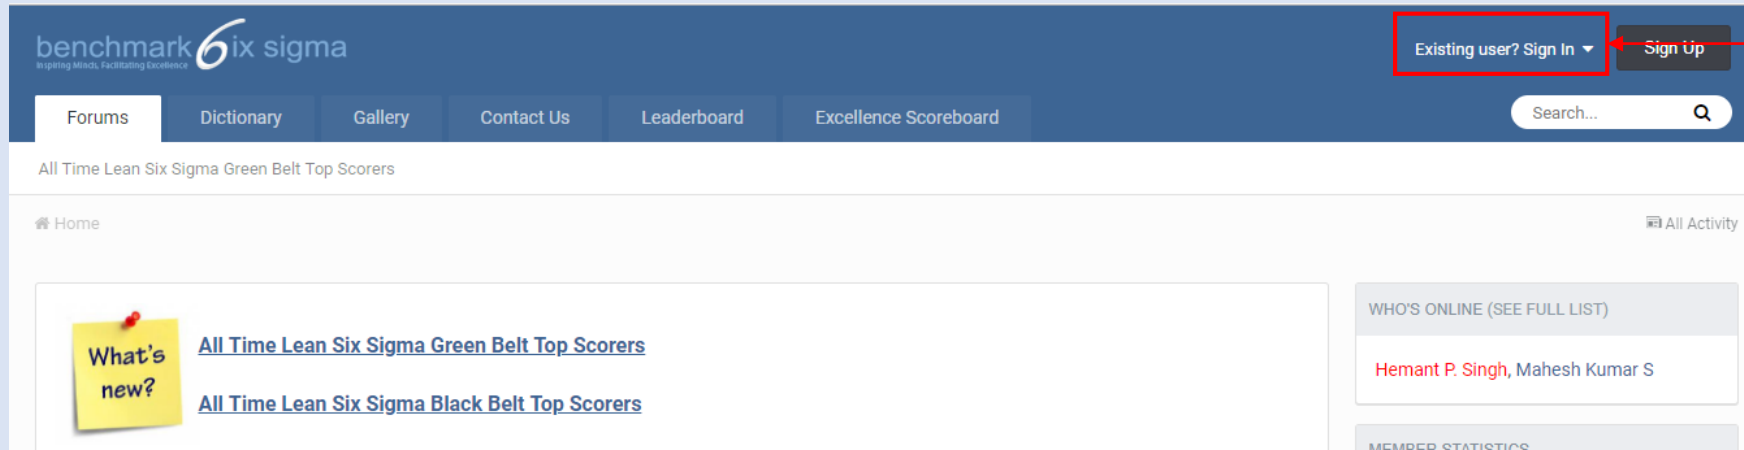 benchmark 6ix sigma
Inspiring Minds, Facilitating Excellence
Existing user? Sign In
Sign Up
Forums
Dictionary
Gallery
Contact Us
Leaderboard
Excellence Scoreboard
Search...
All Time Lean Six Sigma Green Belt Top Scorers
Home
All Activity
What's
new?
All Time Lean Six Sigma Green Belt Top Scorers
All Time Lean Six Sigma Black Belt Top Scorers
WHO'S ONLINE (SEE FULL LIST)
Hemant P. Singh, Mahesh Kumar S
MEMBER STATISTICS